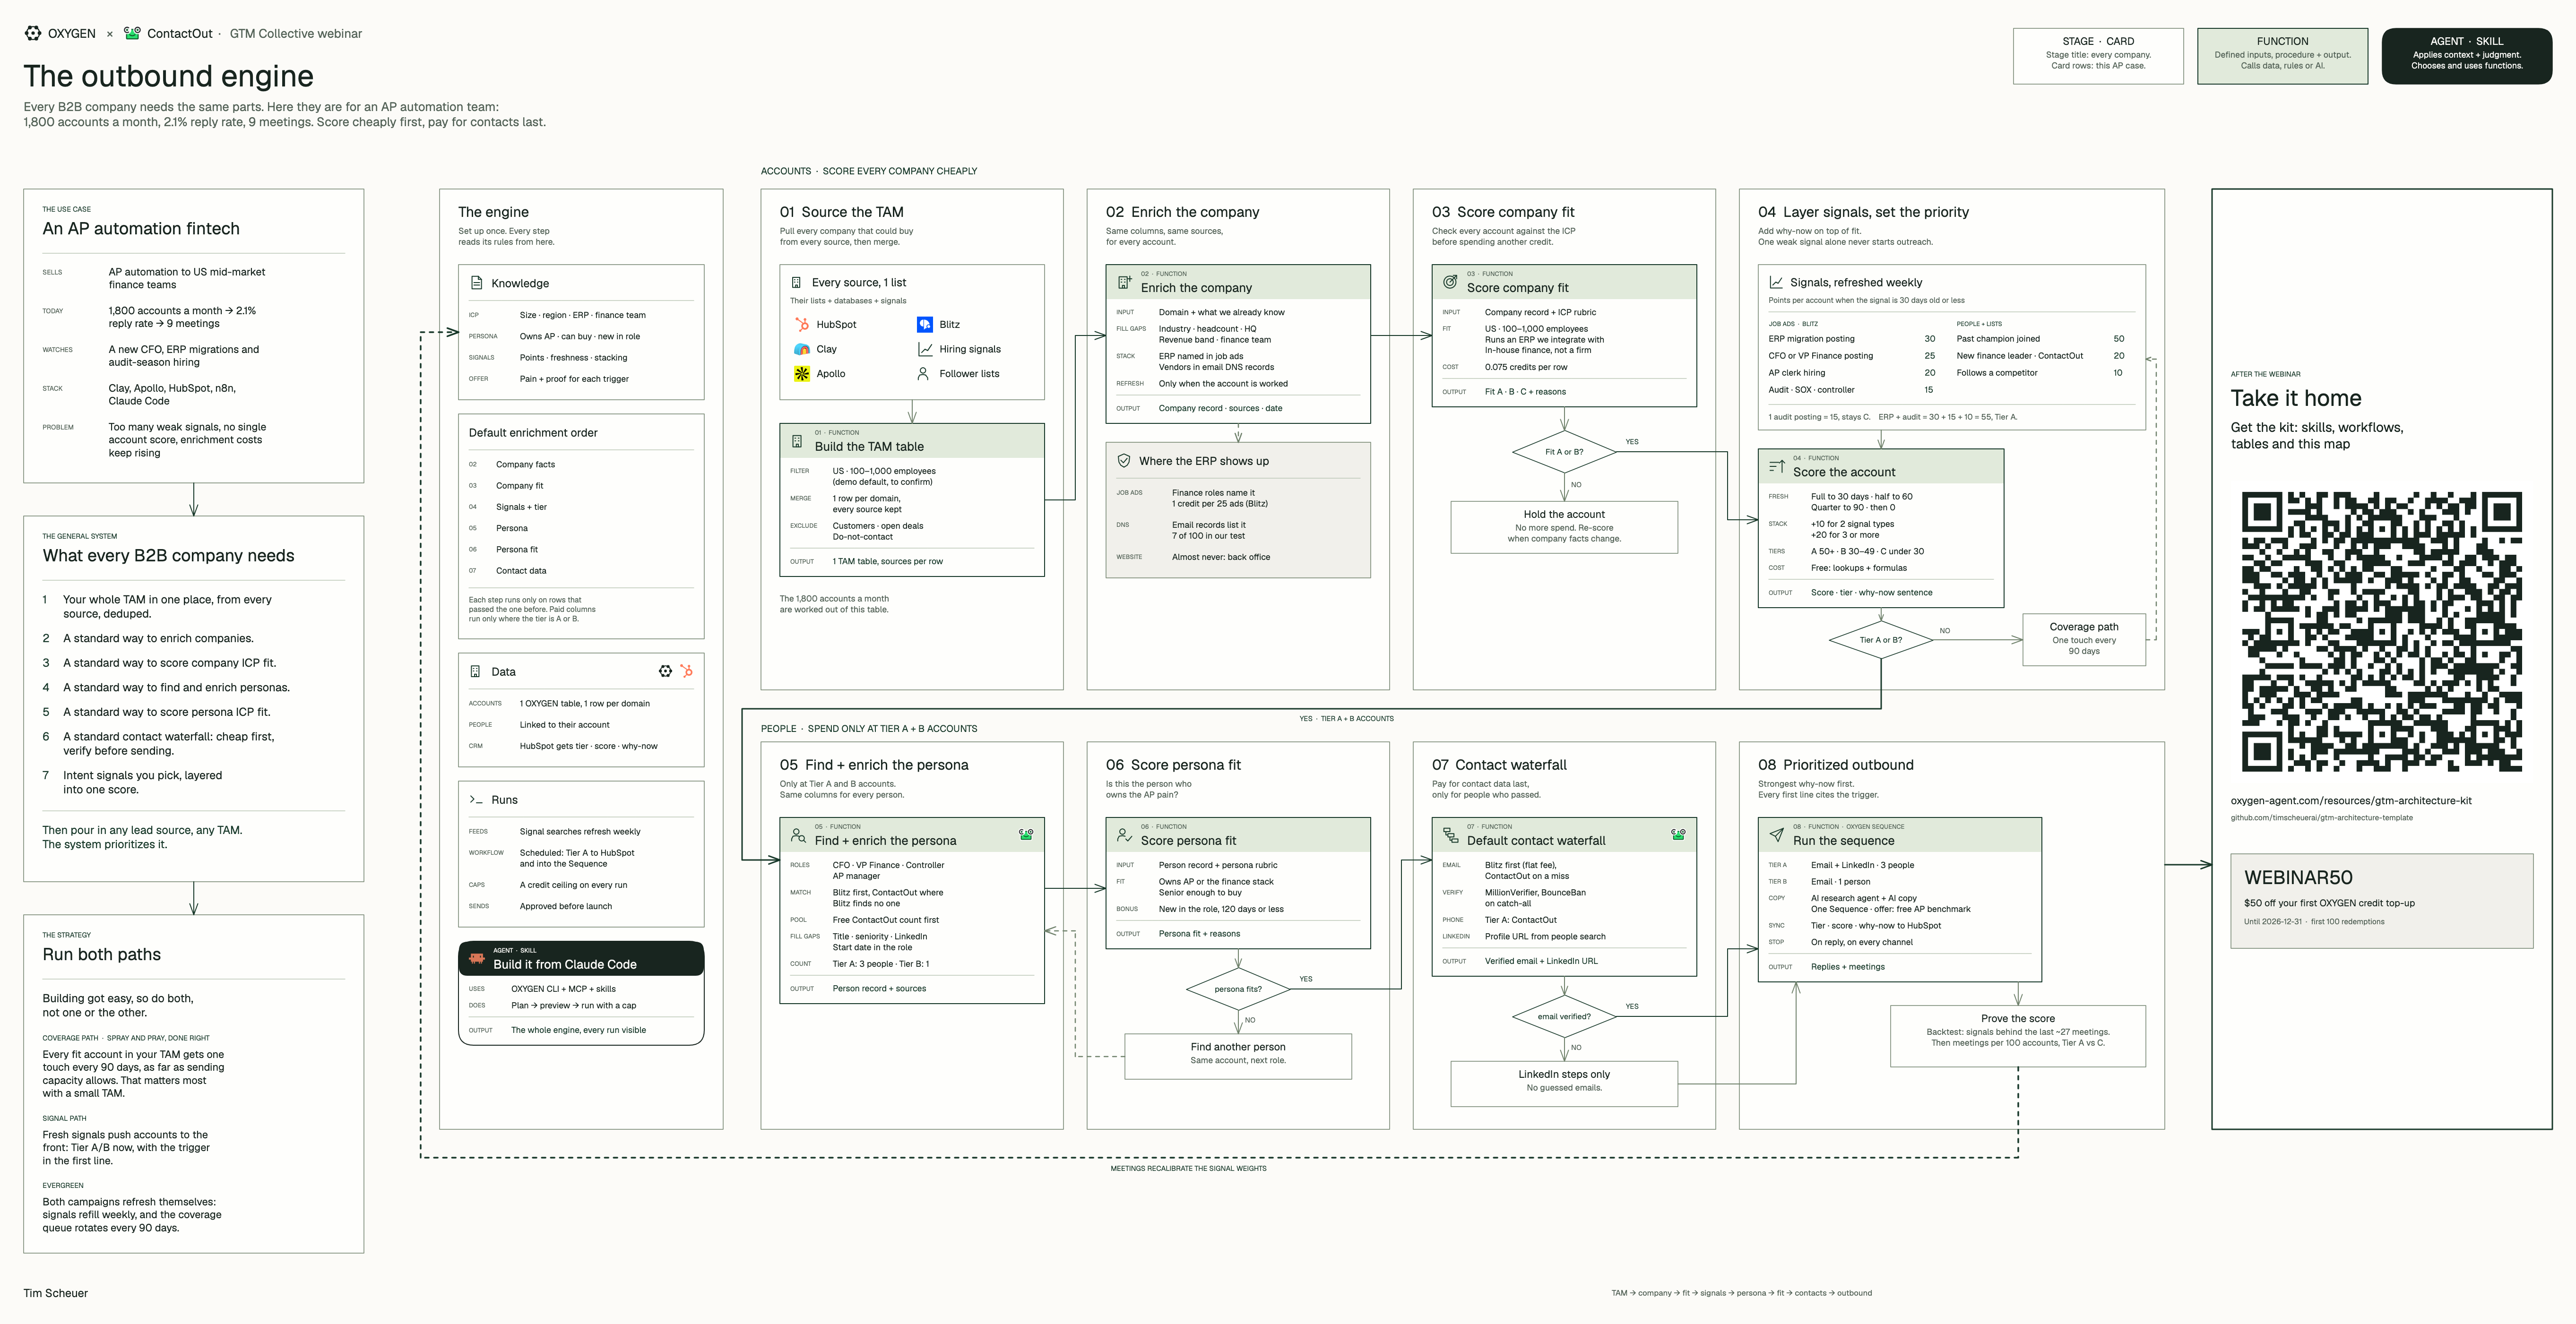 OXYGEN × ContactOut · GTM Collective webinar
The outbound engine
Every B2B company needs the same parts. Here they are for an AP automation team:
1,800 accounts a month, 2.1% reply rate, 9 meetings. Score cheaply first, pay for contacts last.
STAGE · CARD
Stage title: every company.
Card rows: this AP case.
FUNCTION
Defined inputs, procedure + output.
Calls data, rules or AI.
AGENT · SKILL
Applies context + judgment.
Chooses and uses functions.
THE USE CASE
An AP automation fintech
SELLS AP automation to US mid-market
finance teams
TODAY 1,800 accounts a month → 2.1%
reply rate → 9 meetings
WATCHES A new CFO, ERP migrations and
audit-season hiring
STACK Clay, Apollo, HubSpot, n8n,
Claude Code
PROBLEM Too many weak signals, no single
account score, enrichment costs
keep rising
THE GENERAL SYSTEM
What every B2B company needs
1 Your whole TAM in one place, from every
source, deduped.
2 A standard way to enrich companies.
3 A standard way to score company ICP fit.
4 A standard way to find and enrich personas.
5 A standard way to score persona ICP fit.
6 A standard contact waterfall: cheap first,
verify before sending.
7 Intent signals you pick, layered
into one score.
Then pour in any lead source, any TAM.
The system prioritizes it.
THE STRATEGY
Run both paths
Building got easy, so do both,
not one or the other.
COVERAGE PATH · SPRAY AND PRAY, DONE RIGHT
Every fit account in your TAM gets one
touch every 90 days, as far as sending
capacity allows. That matters most
with a small TAM.
SIGNAL PATH
Fresh signals push accounts to the
front: Tier A/B now, with the trigger
in the first line.
EVERGREEN
Both campaigns refresh themselves:
signals refill weekly, and the coverage
queue rotates every 90 days.
The engine
Set up once. Every step
reads its rules from here.
Knowledge
ICP Size · region · ERP · finance team
PERSONA Owns AP · can buy · new in role
SIGNALS Points · freshness · stacking
OFFER Pain + proof for each trigger
Default enrichment order
02 Company facts
03 Company fit
04 Signals + tier
05 Persona
06 Persona fit
07 Contact data
Each step runs only on rows that
passed the one before. Paid columns
run only where the tier is A or B.
Data
ACCOUNTS 1 OXYGEN table, 1 row per domain
PEOPLE Linked to their account
CRM HubSpot gets tier · score · why-now
Runs
FEEDS Signal searches refresh weekly
WORKFLOW Scheduled: Tier A to HubSpot
and into the Sequence
CAPS A credit ceiling on every run
SENDS Approved before launch
AGENT · SKILL
Build it from Claude Code
USES OXYGEN CLI + MCP + skills
DOES Plan → preview → run with a cap
OUTPUT The whole engine, every run visible
ACCOUNTS · SCORE EVERY COMPANY CHEAPLY
01 Source the TAM
Pull every company that could buy
from every source, then merge.
Every source, 1 list
Their lists + databases + signals
HubSpot Blitz
Clay Hiring signals
Apollo Follower lists
01 · FUNCTION
Build the TAM table
FILTER US · 100–1,000 employees
(demo default, to confirm)
MERGE 1 row per domain,
every source kept
EXCLUDE Customers · open deals
Do-not-contact
OUTPUT 1 TAM table, sources per row
The 1,800 accounts a month
are worked out of this table.
02 Enrich the company
Same columns, same sources,
for every account.
02 · FUNCTION
Enrich the company
INPUT Domain + what we already know
FILL GAPS Industry · headcount · HQ
Revenue band · finance team
STACK ERP named in job ads
Vendors in email DNS records
REFRESH Only when the account is worked
OUTPUT Company record · sources · date
Where the ERP shows up
JOB ADS Finance roles name it
1 credit per 25 ads (Blitz)
DNS Email records list it
7 of 100 in our test
WEBSITE Almost never: back office
03 Score company fit
Check every account against the ICP
before spending another credit.
03 · FUNCTION
Score company fit
INPUT Company record + ICP rubric
FIT US · 100–1,000 employees
Runs an ERP we integrate with
In-house finance, not a firm
COST 0.075 credits per row
OUTPUT Fit A · B · C + reasons
Fit A or B?
YES
NO
Hold the account
No more spend. Re-score
when company facts change.
04 Layer signals, set the priority
Add why-now on top of fit.
One weak signal alone never starts outreach.
Signals, refreshed weekly
Points per account when the signal is 30 days old or less
JOB ADS · BLITZ PEOPLE + LISTS
ERP migration posting 30 Past champion joined 50
CFO or VP Finance posting 25 New finance leader · ContactOut 20
AP clerk hiring 20 Follows a competitor 10
Audit · SOX · controller 15
1 audit posting = 15, stays C. ERP + audit = 30 + 15 + 10 = 55, Tier A.
04 · FUNCTION
Score the account
FRESH Full to 30 days · half to 60
Quarter to 90 · then 0
STACK +10 for 2 signal types
+20 for 3 or more
TIERS A 50+ · B 30–49 · C under 30
COST Free: lookups + formulas
OUTPUT Score · tier · why-now sentence
Tier A or B?
NO
Coverage path
One touch every
90 days
YES · TIER A + B ACCOUNTS
PEOPLE · SPEND ONLY AT TIER A + B ACCOUNTS
05 Find + enrich the persona
Only at Tier A and B accounts.
Same columns for every person.
05 · FUNCTION
Find + enrich the persona
ROLES CFO · VP Finance · Controller
AP manager
MATCH Blitz first, ContactOut where
Blitz finds no one
POOL Free ContactOut count first
FILL GAPS Title · seniority · LinkedIn
Start date in the role
COUNT Tier A: 3 people · Tier B: 1
OUTPUT Person record + sources
06 Score persona fit
Is this the person who
owns the AP pain?
06 · FUNCTION
Score persona fit
INPUT Person record + persona rubric
FIT Owns AP or the finance stack
Senior enough to buy
BONUS New in the role, 120 days or less
OUTPUT Persona fit + reasons
persona fits?
YES
NO
Find another person
Same account, next role.
07 Contact waterfall
Pay for contact data last,
only for people who passed.
07 · FUNCTION
Default contact waterfall
EMAIL Blitz first (flat fee),
ContactOut on a miss
VERIFY MillionVerifier, BounceBan
on catch-all
PHONE Tier A: ContactOut
LINKEDIN Profile URL from people search
OUTPUT Verified email + LinkedIn URL
email verified?
YES
NO
LinkedIn steps only
No guessed emails.
08 Prioritized outbound
Strongest why-now first.
Every first line cites the trigger.
08 · FUNCTION · OXYGEN SEQUENCE
Run the sequence
TIER A Email + LinkedIn · 3 people
TIER B Email · 1 person
COPY AI research agent + AI copy
One Sequence · offer: free AP benchmark
SYNC Tier · score · why-now to HubSpot
STOP On reply, on every channel
OUTPUT Replies + meetings
Prove the score
Backtest: signals behind the last ~27 meetings.
Then meetings per 100 accounts, Tier A vs C.
MEETINGS RECALIBRATE THE SIGNAL WEIGHTS
AFTER THE WEBINAR
Take it home
Get the kit: skills, workflows,
tables and this map
oxygen-agent.com/resources/gtm-architecture-kit
github.com/timscheuerai/gtm-architecture-template
WEBINAR50
$50 off your first OXYGEN credit top-up
Until 2026-12-31 · first 100 redemptions
Tim Scheuer
TAM → company → fit → signals → persona → fit → contacts → outbound